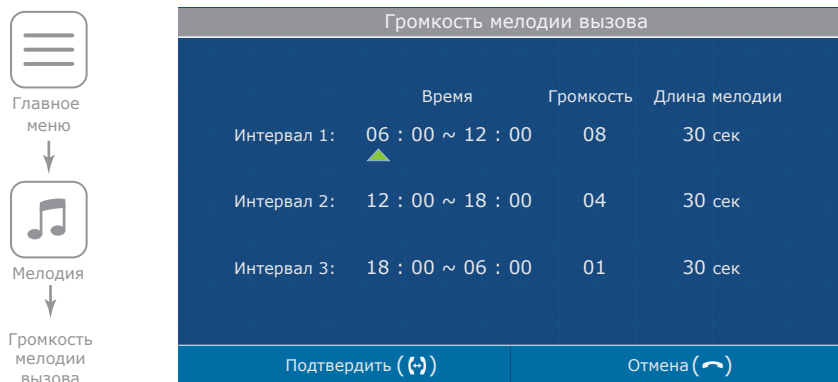 Громкость мелодии вызова
Главное
меню
Мелодия
Громкость
мелодии
вызова
Время Громкость Длина мелодии
Интервал 1: 06 : 00 ~ 12 : 00 08 30 сек
Интервал 2: 12 : 00 ~ 18 : 00 04 30 сек
Интервал 3: 18 : 00 ~ 06 : 00 01 30 сек
Подтвердить ( ) Отмена ( )